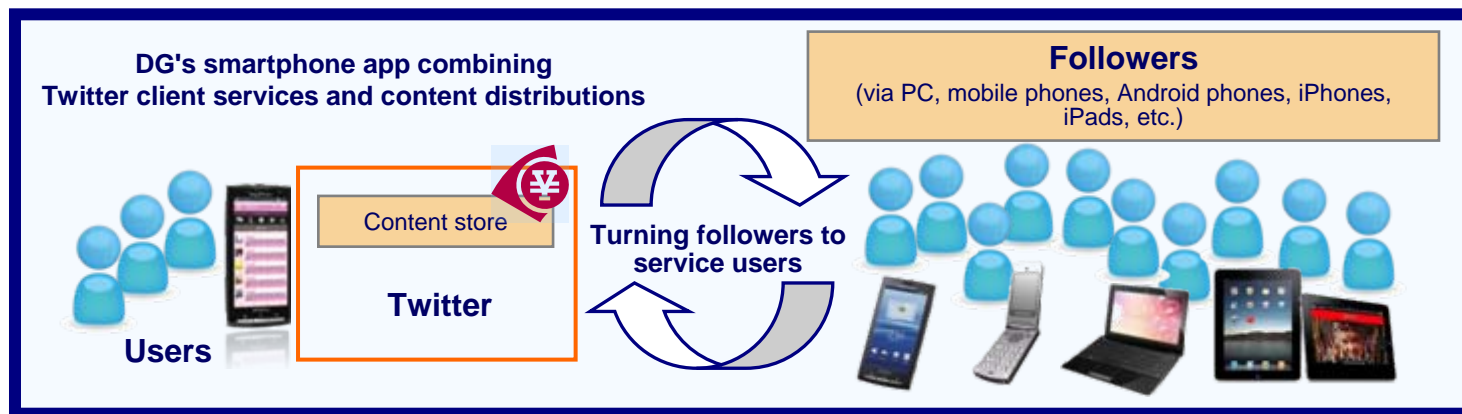 DG's smartphone app combining
Twitter client services and content distributions
Followers
(via PC, mobile phones, Android phones, iPhones,
iPads, etc.)
¥
Content store
Turning followers to
service users
Twitter
Users